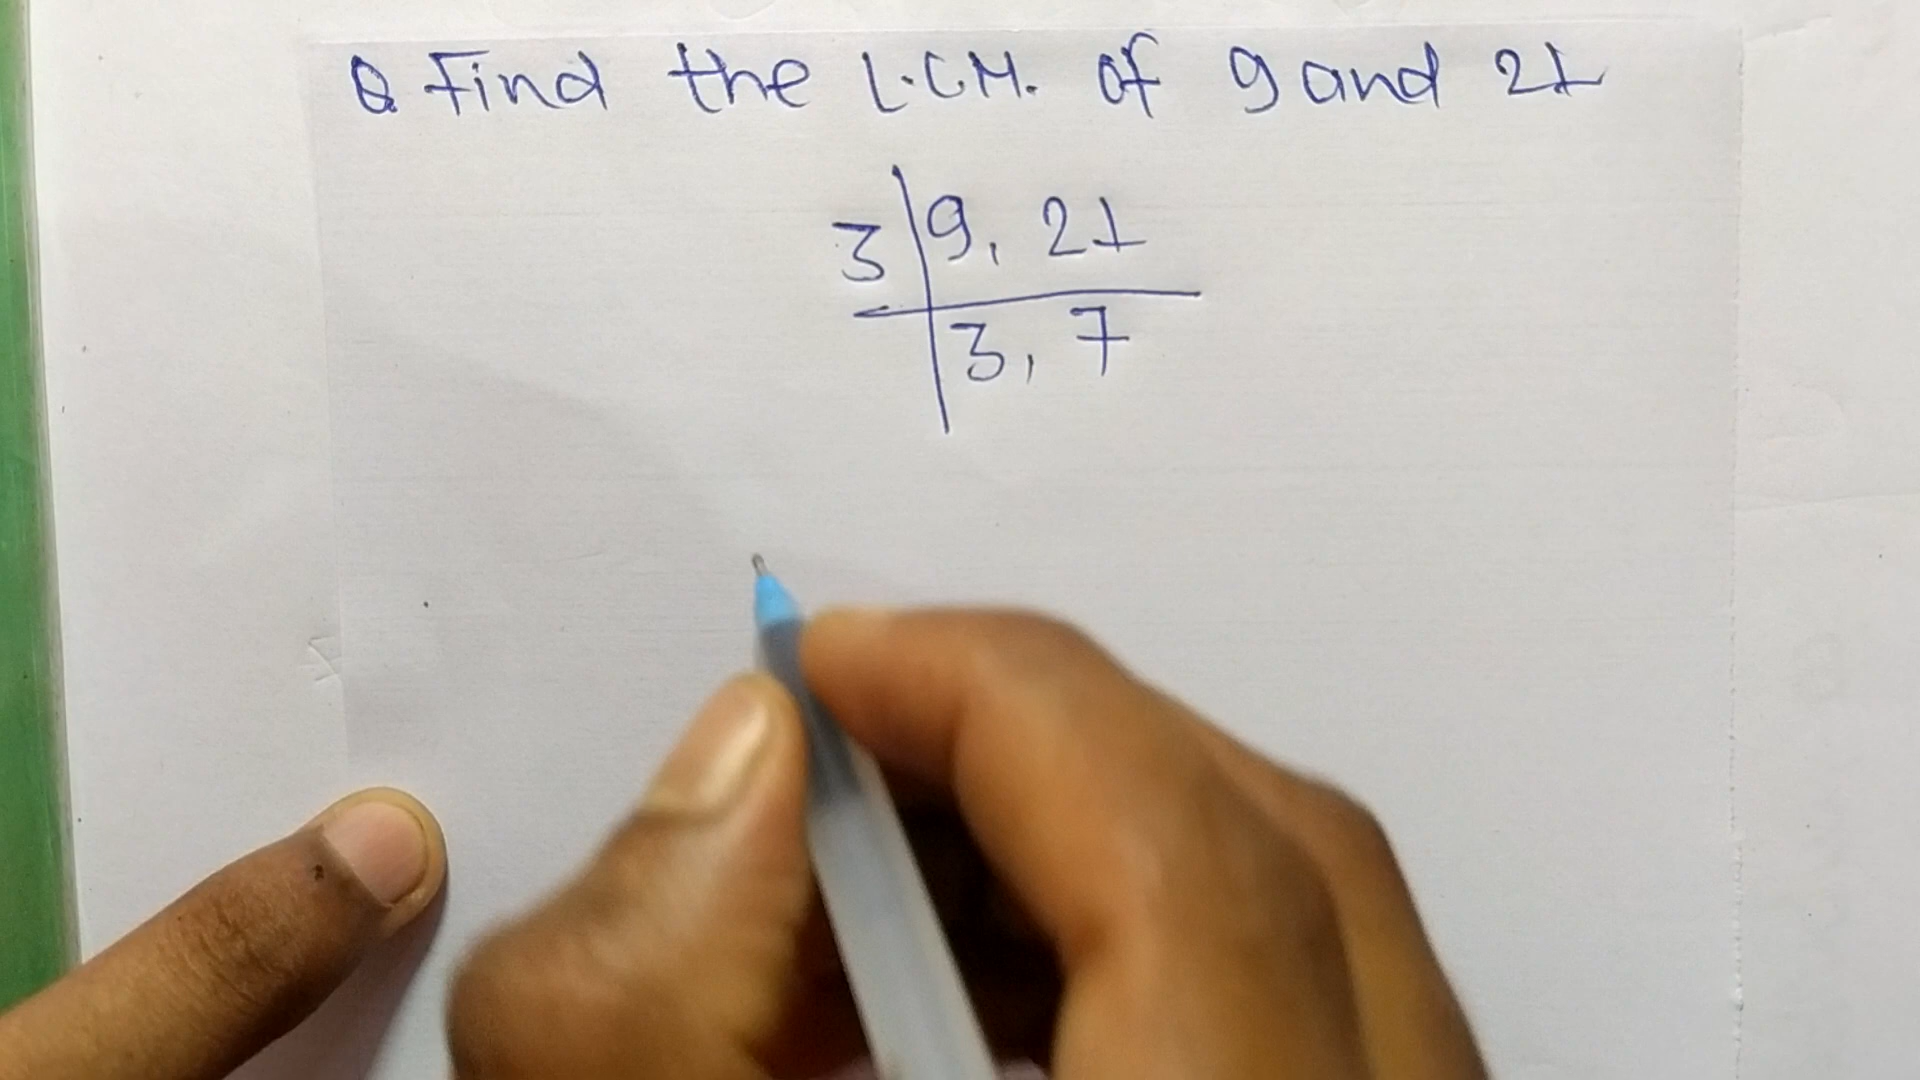 Q Find the L.C.M. of 9 and 21
3 | 9, 21
3, 7